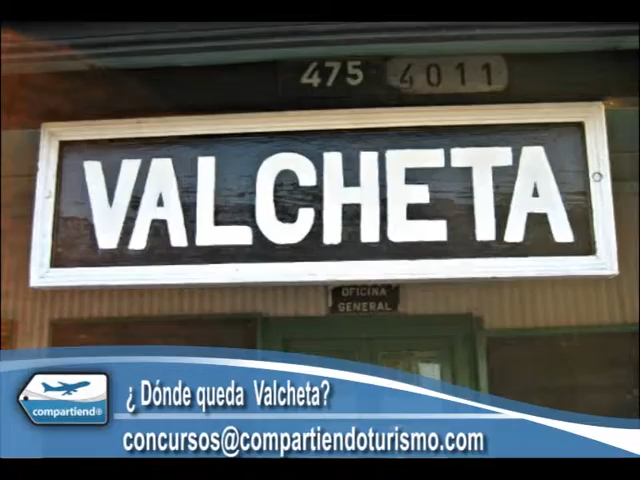 475 4011
VALCHETA
OFICINA
GENERAL
¿ Dónde queda Valcheta?
compartiendo
concursos@compartiendoturismo.com